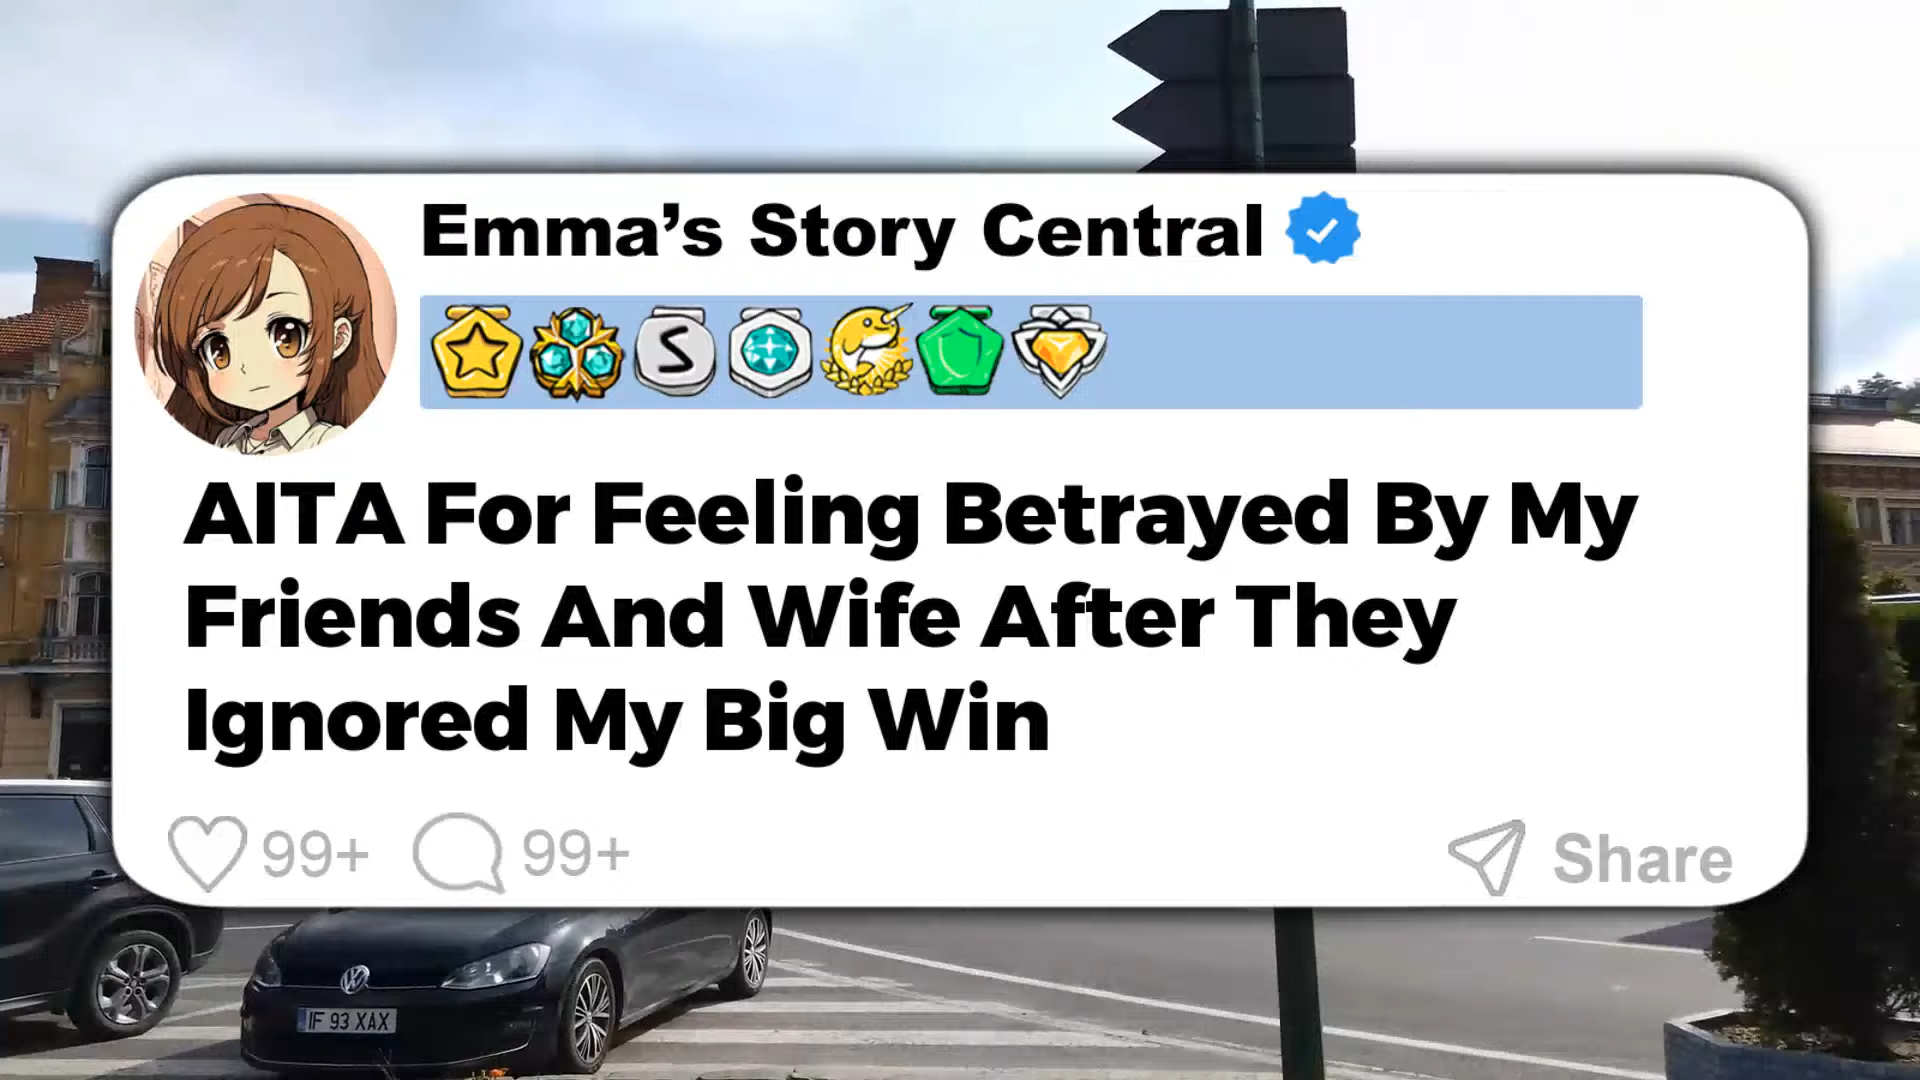 Emma’s Story Central
S
AITA For Feeling Betrayed By My
Friends And Wife After They
Ignored My Big Win
99+
99+
Share
IF 93 XAX